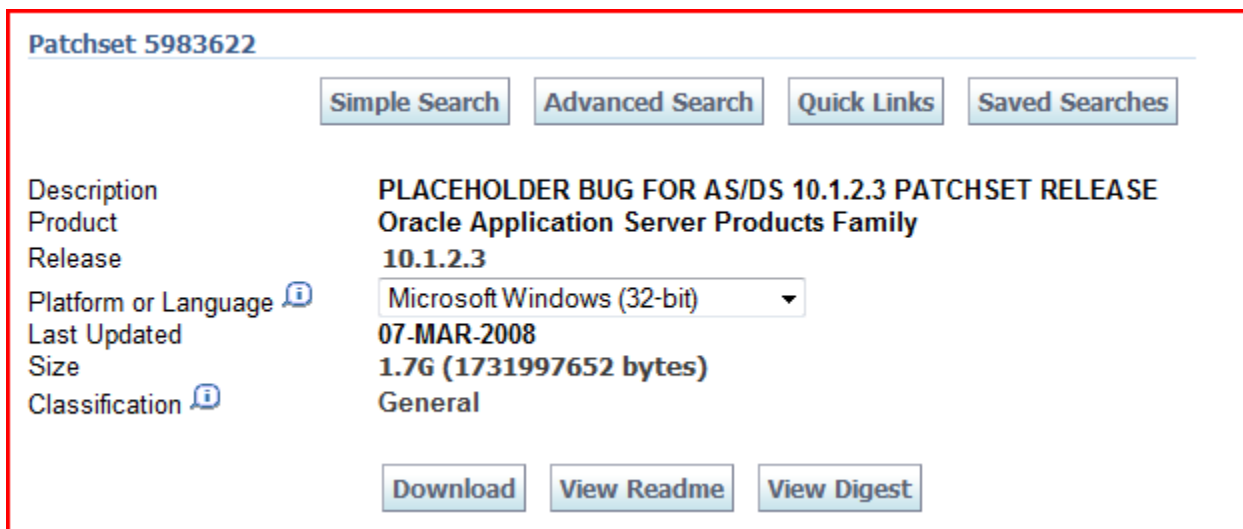 Patchset 5983622
Simple Search Advanced Search Quick Links Saved Searches
Description PLACEHOLDER BUG FOR AS/DS 10.1.2.3 PATCHSET RELEASE
Product Oracle Application Server Products Family
Release 10.1.2.3
Platform or Language Microsoft Windows (32-bit)
Last Updated 07-MAR-2008
Size 1.7G (1731997652 bytes)
Classification General
Download View Readme View Digest